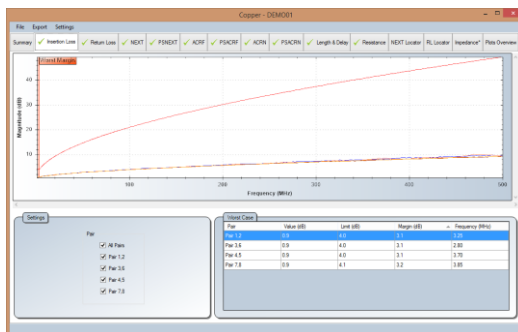 Copper - DEMO01
File Export Settings
Summary Insertion Loss Return Loss NEXT PSNEXT ACRF PSACRF ACRN PSACRN Length & Delay Resistance NEXT Locator RL Locator Impedance* Plots Overview
Worst Margin
Magnitude (dB)
40
30
20
10
100 200 300 400 500
Frequency (MHz)
Settings
Pair
All Pairs
Pair 1,2
Pair 3,6
Pair 4,5
Pair 7,8
Worst Case
Pair Value (dB) Limit (dB) Margin (dB) Frequency (MHz)
Pair 1,2 0.9 4.0 3.1 3.25
Pair 3,6 0.9 4.0 3.1 2.80
Pair 4,5 0.9 4.0 3.1 3.70
Pair 7,8 0.9 4.1 3.2 3.85